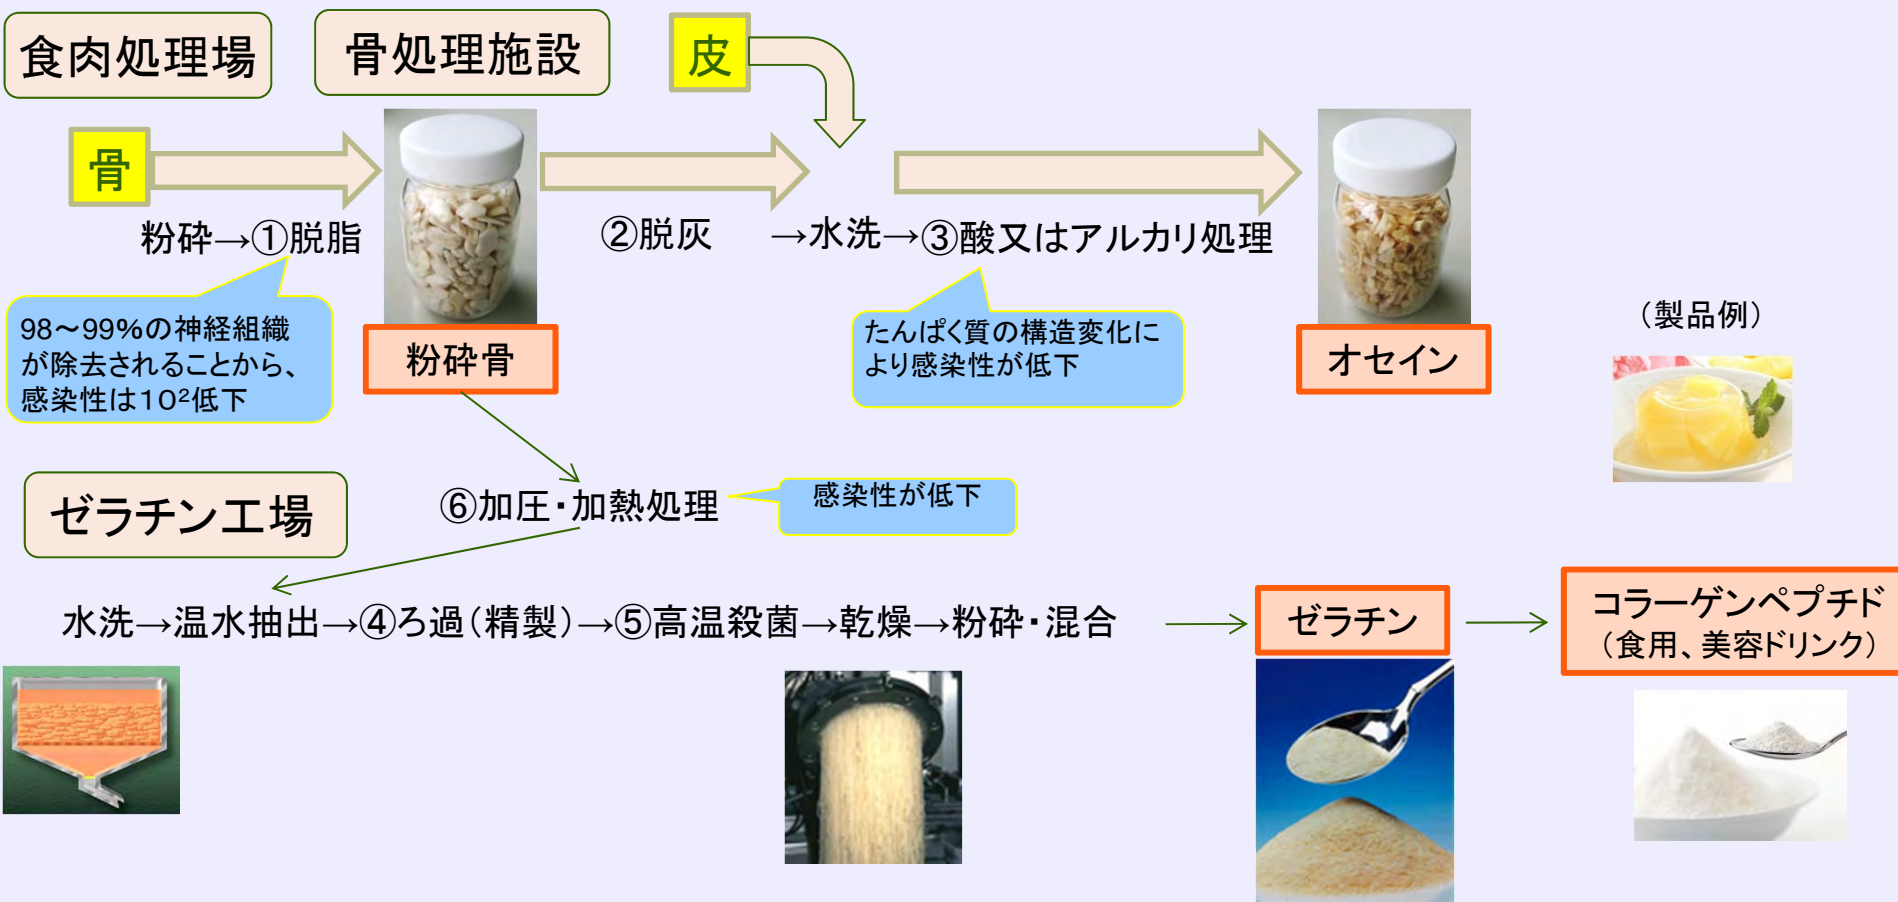 食肉処理場
骨処理施設
皮
骨
粉砕→①脱脂
②脱灰
→水洗→③酸又はアルカリ処理
98～99%の神経組織
が除去されることから、
感染性は10²低下
粉砕骨
たんぱく質の構造変化に
より感染性が低下
オセイン
（製品例）
ゼラチン工場
⑥加圧・加熱処理
感染性が低下
水洗→温水抽出→④ろ過（精製）→⑤高温殺菌→乾燥→粉砕・混合
ゼラチン
コラーゲンペプチド
（食用、美容ドリンク）